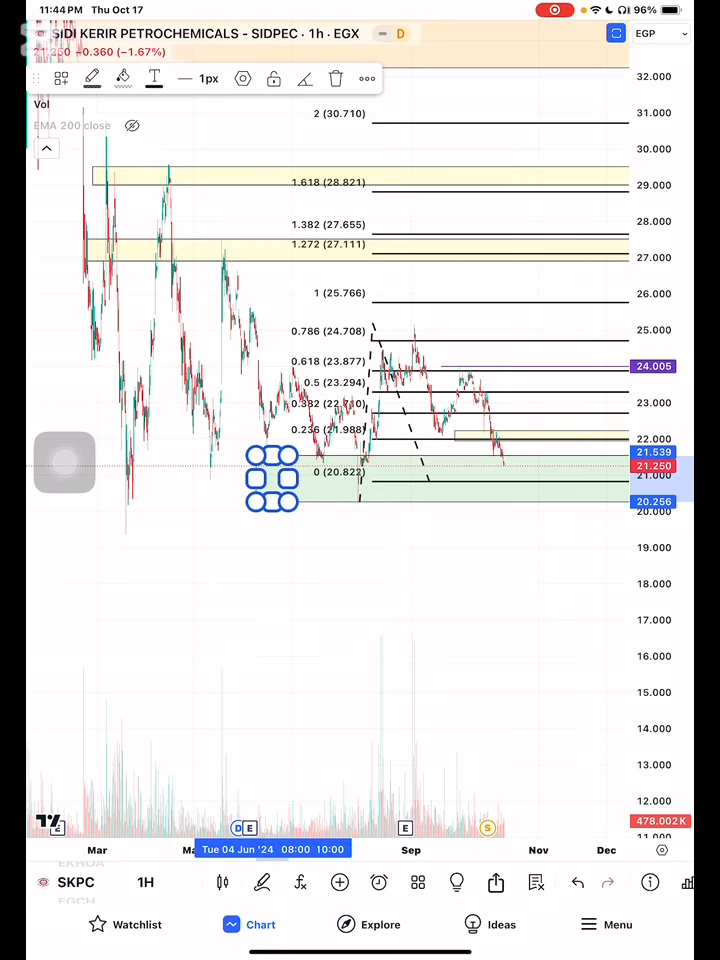 11:44 PM Thu Oct 17
96%
SIDI KERIR PETROCHEMICALS - SIDPEC · 1h · EGX
D
EGP
21.250 −0.360 (−1.67%)
1px
Vol
EMA 200 close
2 (30.710)
1.618 (28.821)
1.382 (27.655)
1.272 (27.111)
1 (25.766)
0.786 (24.708)
0.618 (23.877)
0.5 (23.294)
0.382 (22.710)
0.236 (21.988)
0 (20.822)
32.000
31.000
30.000
29.000
28.000
27.000
26.000
25.000
24.005
23.000
22.000
21.539
21.250
21.000
20.256
20.000
19.000
18.000
17.000
16.000
15.000
14.000
13.000
12.000
478.002K
11.000
E
D
E
E
S
Mar
Ma
Tue 04 Jun '24 08:00 10:00
Sep
Nov
Dec
EKHOA
SKPC
1H
EGCH
Watchlist
Chart
Explore
Ideas
Menu